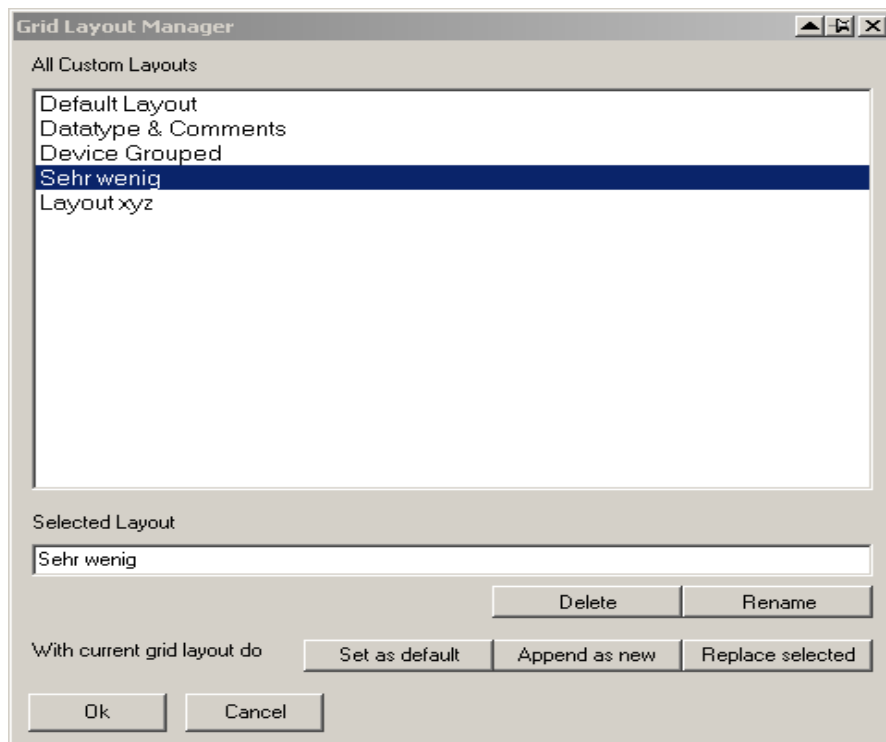 Grid Layout Manager
All Custom Layouts
Default Layout
Datatype & Comments
Device Grouped
Sehr wenig
Layout xyz
Selected Layout
Sehr wenig
Delete Rename
With current grid layout do Set as default Append as new Replace selected
Ok Cancel